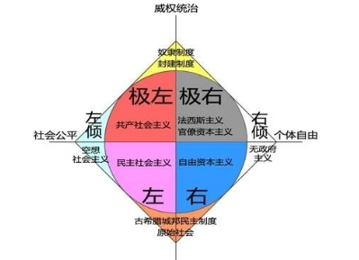 威权统治
奴隶制度
封建制度
极左
极右
左倾
右倾
共产社会主义
法西斯主义
官僚资本主义
社会公平
个体自由
空想
社会主义
无政府
主义
民主社会主义
自由资本主义
左
右
古希腊城邦民主制度
原始社会